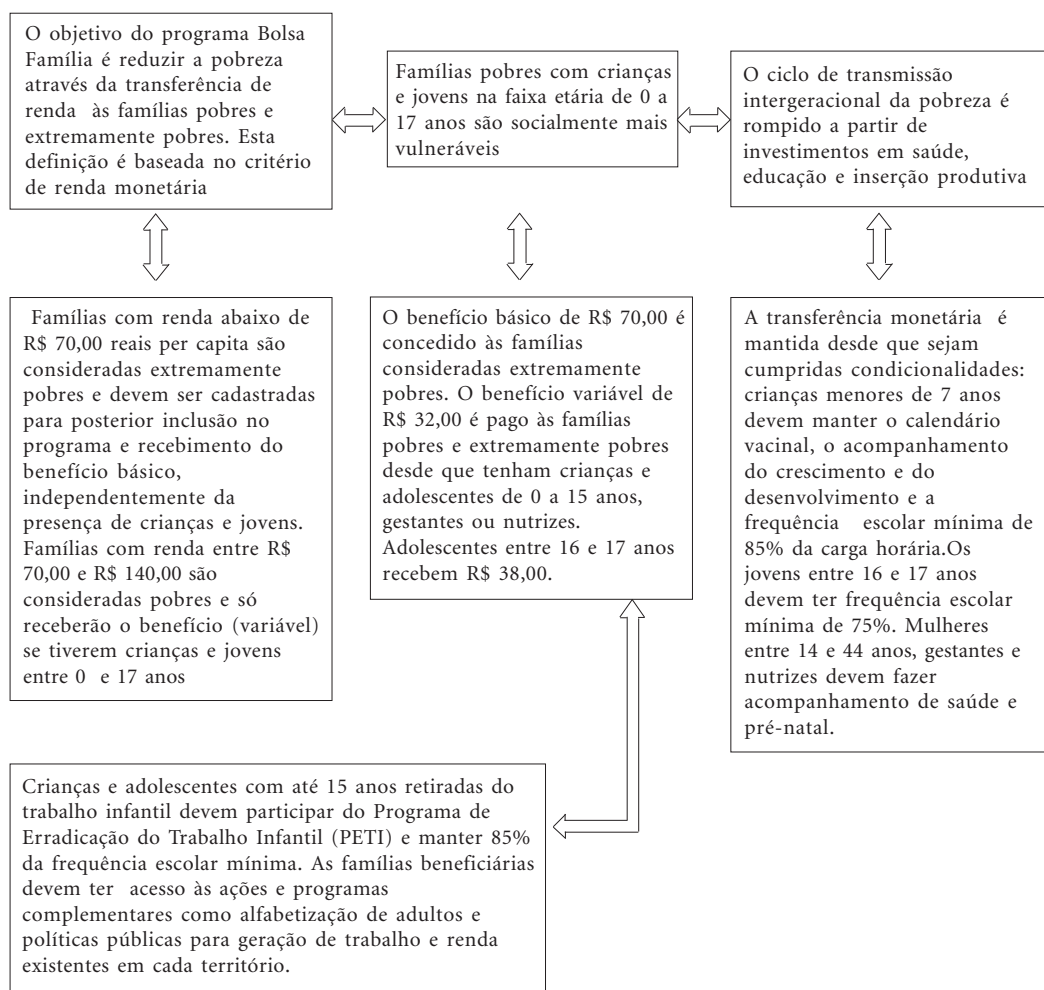 O objetivo do programa Bolsa
Família é reduzir a pobreza
através da transferência de
renda às famílias pobres e
extremamente pobres. Esta
definição é baseada no critério
de renda monetária
Famílias pobres com crianças
e jovens na faixa etária de 0 a
17 anos são socialmente mais
vulneráveis
O ciclo de transmissão
intergeracional da pobreza é
rompido a partir de
investimentos em saúde,
educação e inserção produtiva
Famílias com renda abaixo de
R$ 70,00 reais per capita são
consideradas extremamente
pobres e devem ser cadastradas
para posterior inclusão no
programa e recebimento do
benefício básico,
independentemente da
presença de crianças e jovens.
Famílias com renda entre R$
70,00 e R$ 140,00 são
consideradas pobres e só
receberão o benefício (variável)
se tiverem crianças e jovens
entre 0 e 17 anos
O benefício básico de R$ 70,00 é
concedido às famílias
consideradas extremamente
pobres. O benefício variável de
R$ 32,00 é pago às famílias
pobres e extremamente pobres
desde que tenham crianças e
adolescentes de 0 a 15 anos,
gestantes ou nutrizes.
Adolescentes entre 16 e 17 anos
recebem R$ 38,00.
A transferência monetária é
mantida desde que sejam
cumpridas condicionalidades:
crianças menores de 7 anos
devem manter o calendário
vacinal, o acompanhamento
do crescimento e do
desenvolvimento e a
frequência escolar mínima de
85% da carga horária.Os
jovens entre 16 e 17 anos
devem ter frequência escolar
mínima de 75%. Mulheres
entre 14 e 44 anos, gestantes e
nutrizes devem fazer
acompanhamento de saúde e
pré-natal.
Crianças e adolescentes com até 15 anos retiradas do
trabalho infantil devem participar do Programa de
Erradicação do Trabalho Infantil (PETI) e manter 85%
da frequência escolar mínima. As famílias beneficiárias
devem ter acesso às ações e programas
complementares como alfabetização de adultos e
políticas públicas para geração de trabalho e renda
existentes em cada território.